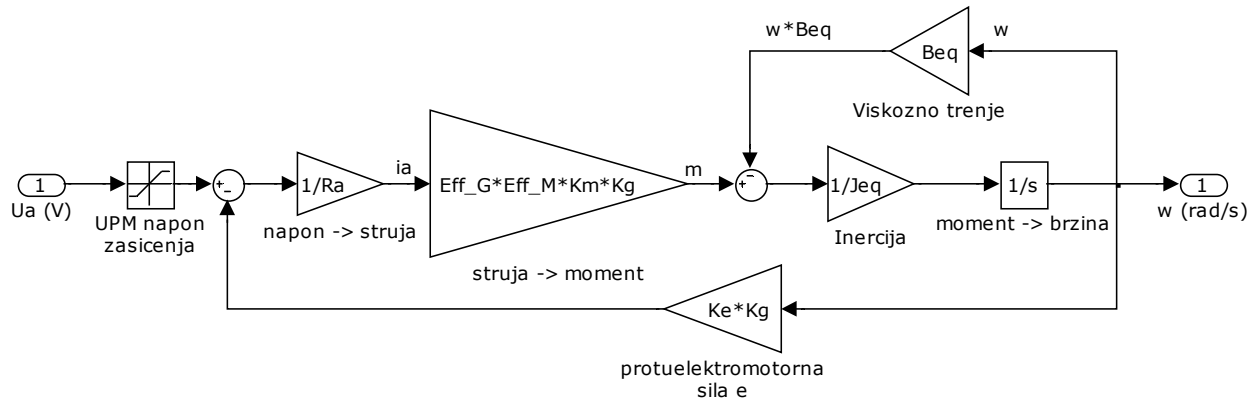 w*Beq
w
Beq
Viskozno trenje
1
Ua (V)
UPM napon
zasicenja
+
−
1/Ra
napon -> struja
ia
Eff_G*Eff_M*Km*Kg
struja -> moment
m
−
+
1/Jeq
Inercija
1/s
moment -> brzina
1
w (rad/s)
Ke*Kg
protuelektromotorna
sila e